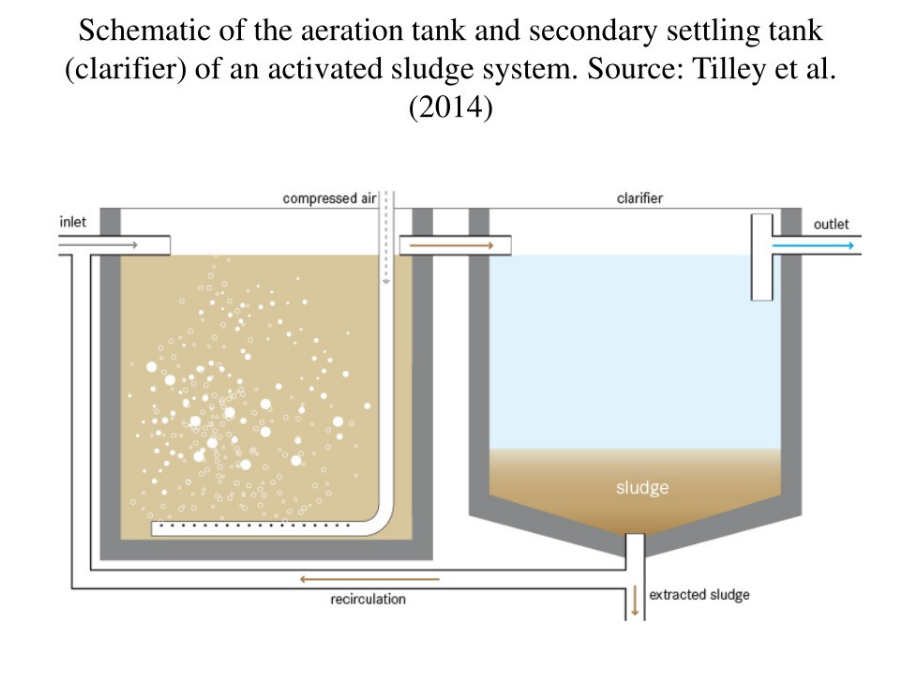 Schematic of the aeration tank and secondary settling tank
(clarifier) of an activated sludge system. Source: Tilley et al.
(2014)
compressed air
clarifier
inlet
outlet
sludge
recirculation
extracted sludge